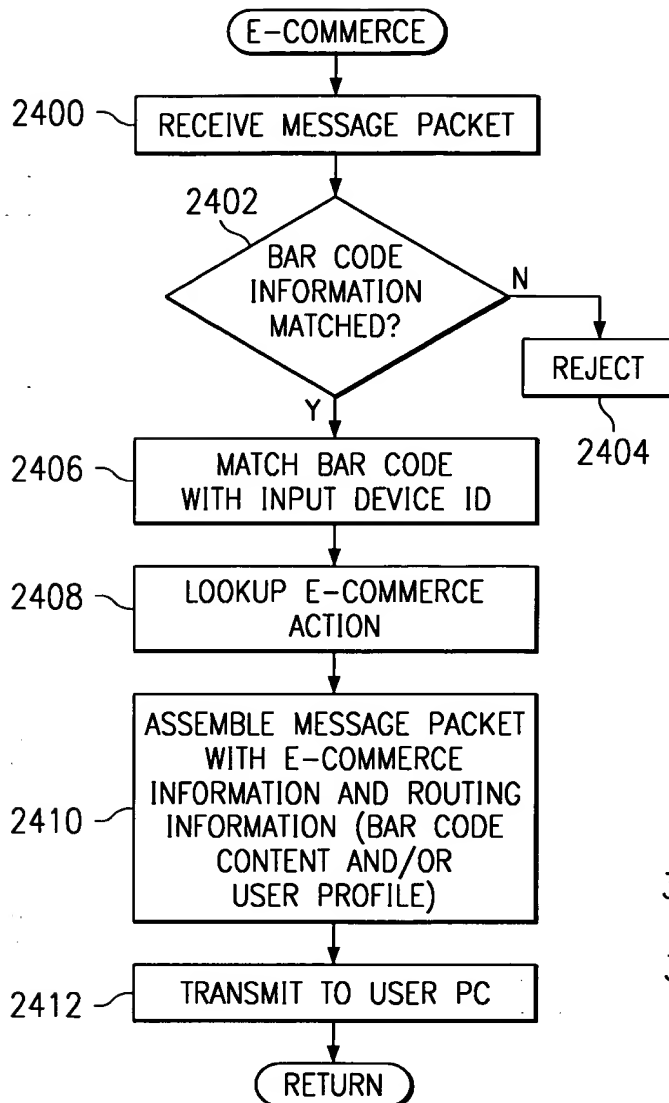 E-COMMERCE
2400
RECEIVE MESSAGE PACKET
2402
BAR CODE
INFORMATION
MATCHED?
N
REJECT
2404
Y
2406
MATCH BAR CODE
WITH INPUT DEVICE ID
2408
LOOKUP E-COMMERCE
ACTION
2410
ASSEMBLE MESSAGE PACKET
WITH E-COMMERCE
INFORMATION AND ROUTING
INFORMATION (BAR CODE
CONTENT AND/OR
USER PROFILE)
2412
TRANSMIT TO USER PC
RETURN